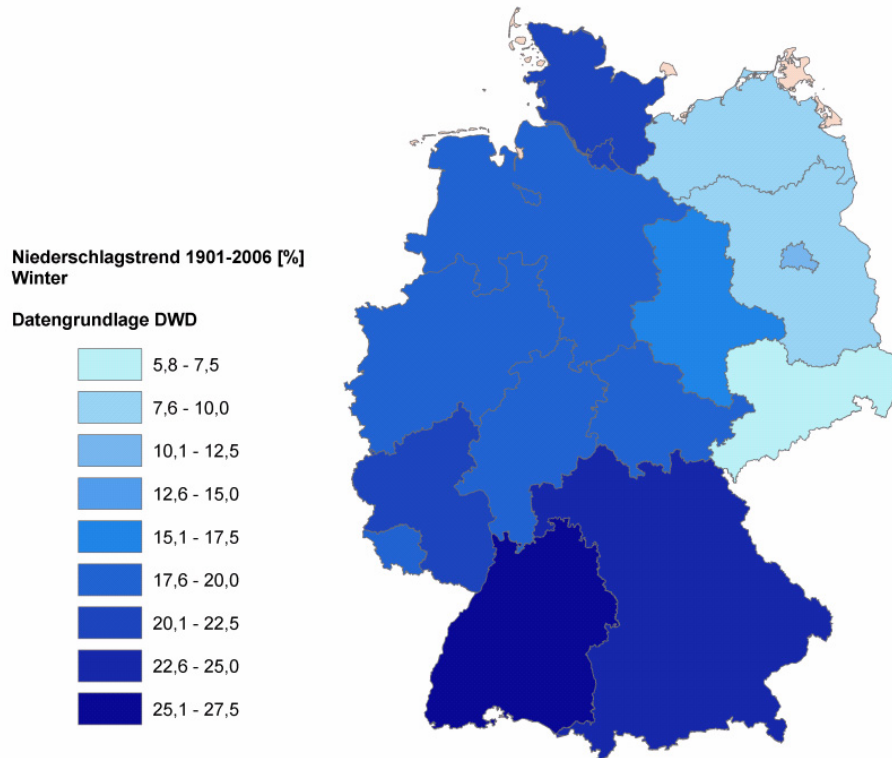 Niederschlagstrend 1901-2006 [%]
Winter
Datengrundlage DWD
5,8 - 7,5
7,6 - 10,0
10,1 - 12,5
12,6 - 15,0
15,1 - 17,5
17,6 - 20,0
20,1 - 22,5
22,6 - 25,0
25,1 - 27,5